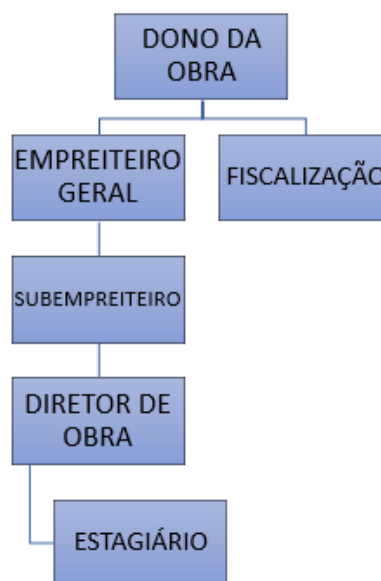 DONO DA
OBRA
EMPREITEIRO
GERAL
FISCALIZAÇÃO
SUBEMPREITEIRO
DIRETOR DE
OBRA
ESTAGIÁRIO